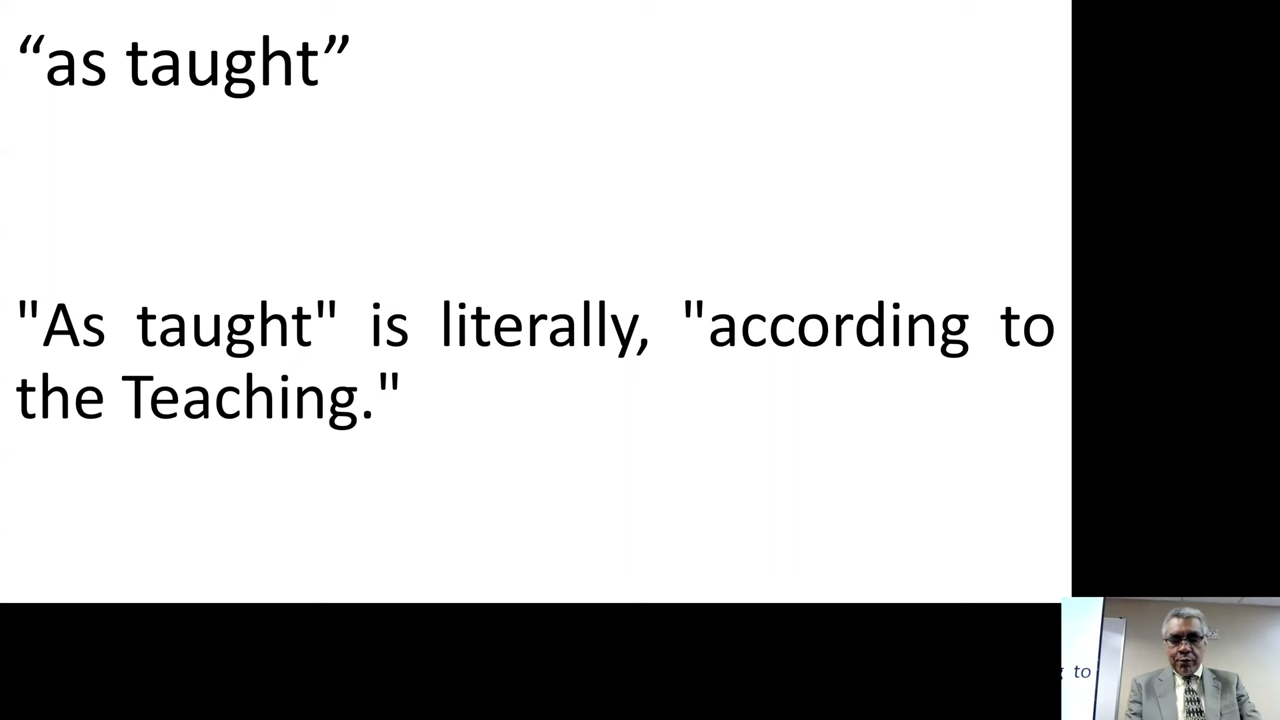 “as taught”
"As taught" is literally, "according to
the Teaching."
to